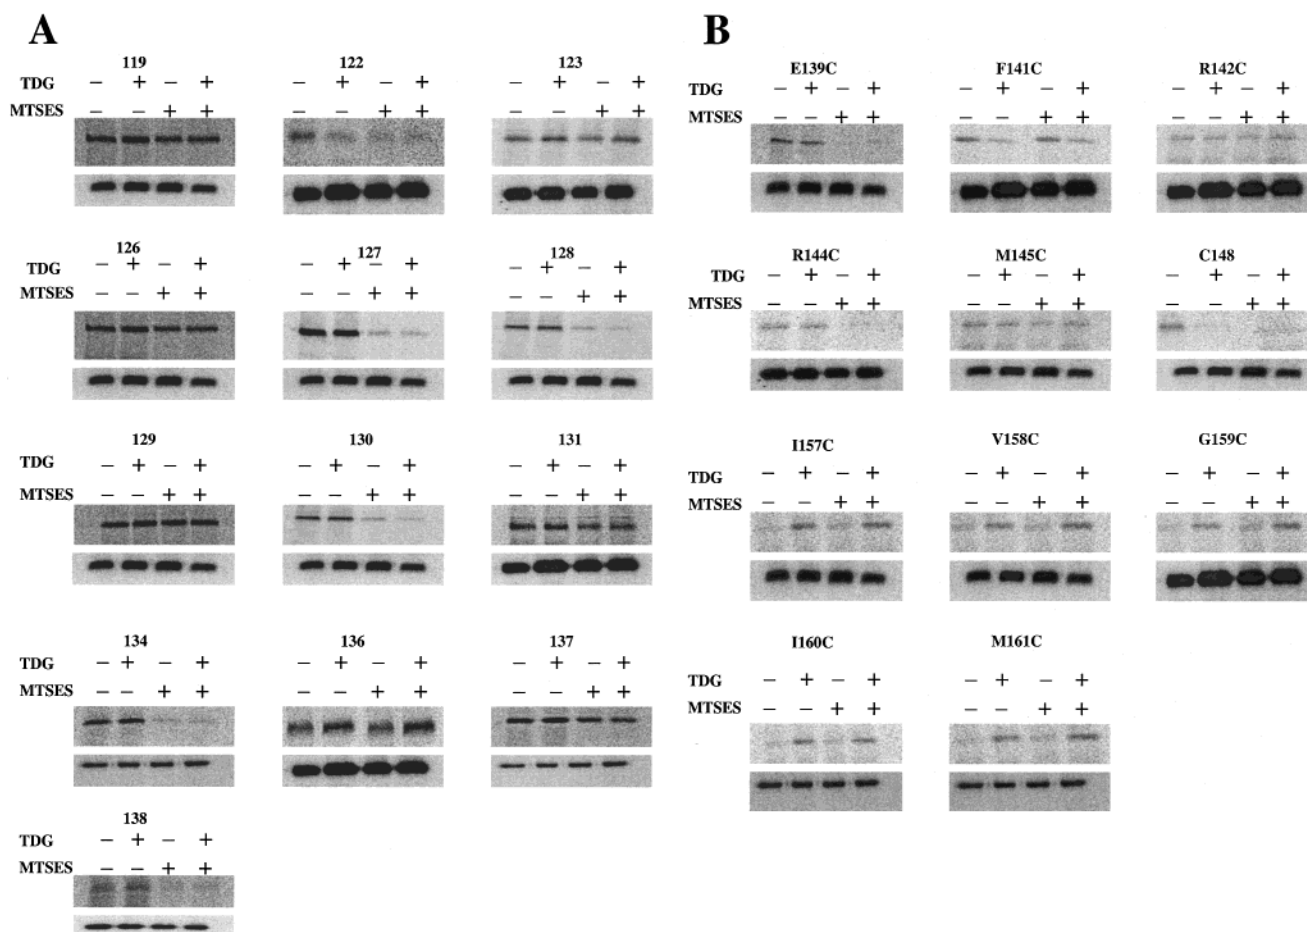 A
119 122 123
TDG − + − + − + − + − + − +
MTSES − − + + − − + + − − + +
126 127 128
TDG − + − + − + − + − + − +
MTSES − − + + − − + + − − + +
129 130 131
TDG − + − + − + − + − + − +
MTSES − − + + − − + + − − + +
134 136 137
TDG − + − + − + − + − + − +
MTSES − − + + − − + + − − + +
138
TDG − + − +
MTSES − − + +
B
E139C F141C R142C
TDG − + − + − + − + − + − +
MTSES − − + + − − + + − − + +
R144C M145C C148
TDG − + − + − + − + − + − +
MTSES − − + + − − + + − − + +
I157C V158C G159C
TDG − + − + − + − + − + − +
MTSES − − + + − − + + − − + +
I160C M161C
TDG − + − + − + − +
MTSES − − + + − − + +